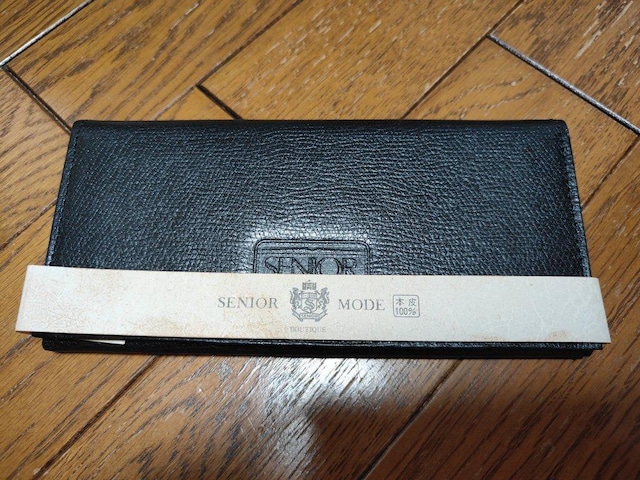 SENIOR
SENIOR MODE 本皮
100%
BOUTIQUE